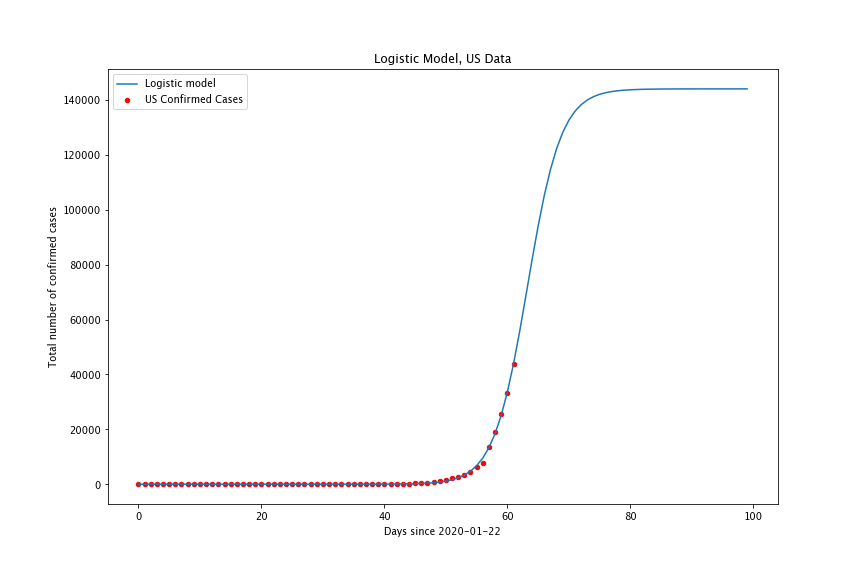 Logistic Model, US Data
Logistic model
US Confirmed Cases
Total number of confirmed cases
140000
120000
100000
80000
60000
40000
20000
0
0 20 40 60 80 100
Days since 2020-01-22